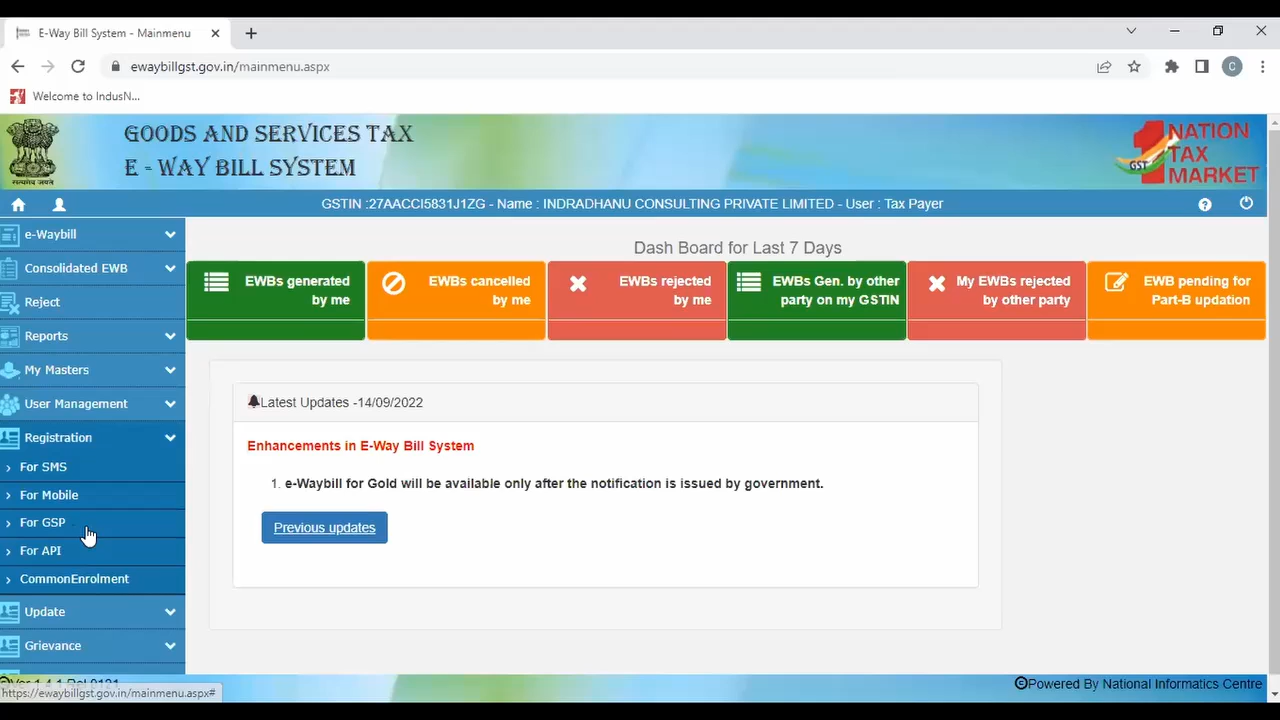 E-Way Bill System - Mainmenu
ewaybillgst.gov.in/mainmenu.aspx
C
Welcome to IndusN...
GOODS AND SERVICES TAX
E - WAY BILL SYSTEM
सत्यमेव जयते
GST
1
NATION
TAX
MARKET
GSTIN :27AACCI5831J1ZG - Name : INDRADHANU CONSULTING PRIVATE LIMITED - User : Tax Payer
e-Waybill
Consolidated EWB
Reject
Reports
My Masters
User Management
Registration
For SMS
For Mobile
For GSP
For API
CommonEnrolment
Update
Grievance
Dash Board for Last 7 Days
EWBs generated
by me
EWBs cancelled
by me
EWBs rejected
by me
EWBs Gen. by other
party on my GSTIN
My EWBs rejected
by other party
EWB pending for
Part-B updation
Latest Updates -14/09/2022
Enhancements in E-Way Bill System
1. e-Waybill for Gold will be available only after the notification is issued by government.
Previous updates
https://ewaybillgst.gov.in/mainmenu.aspx#
Powered By National Informatics Centre